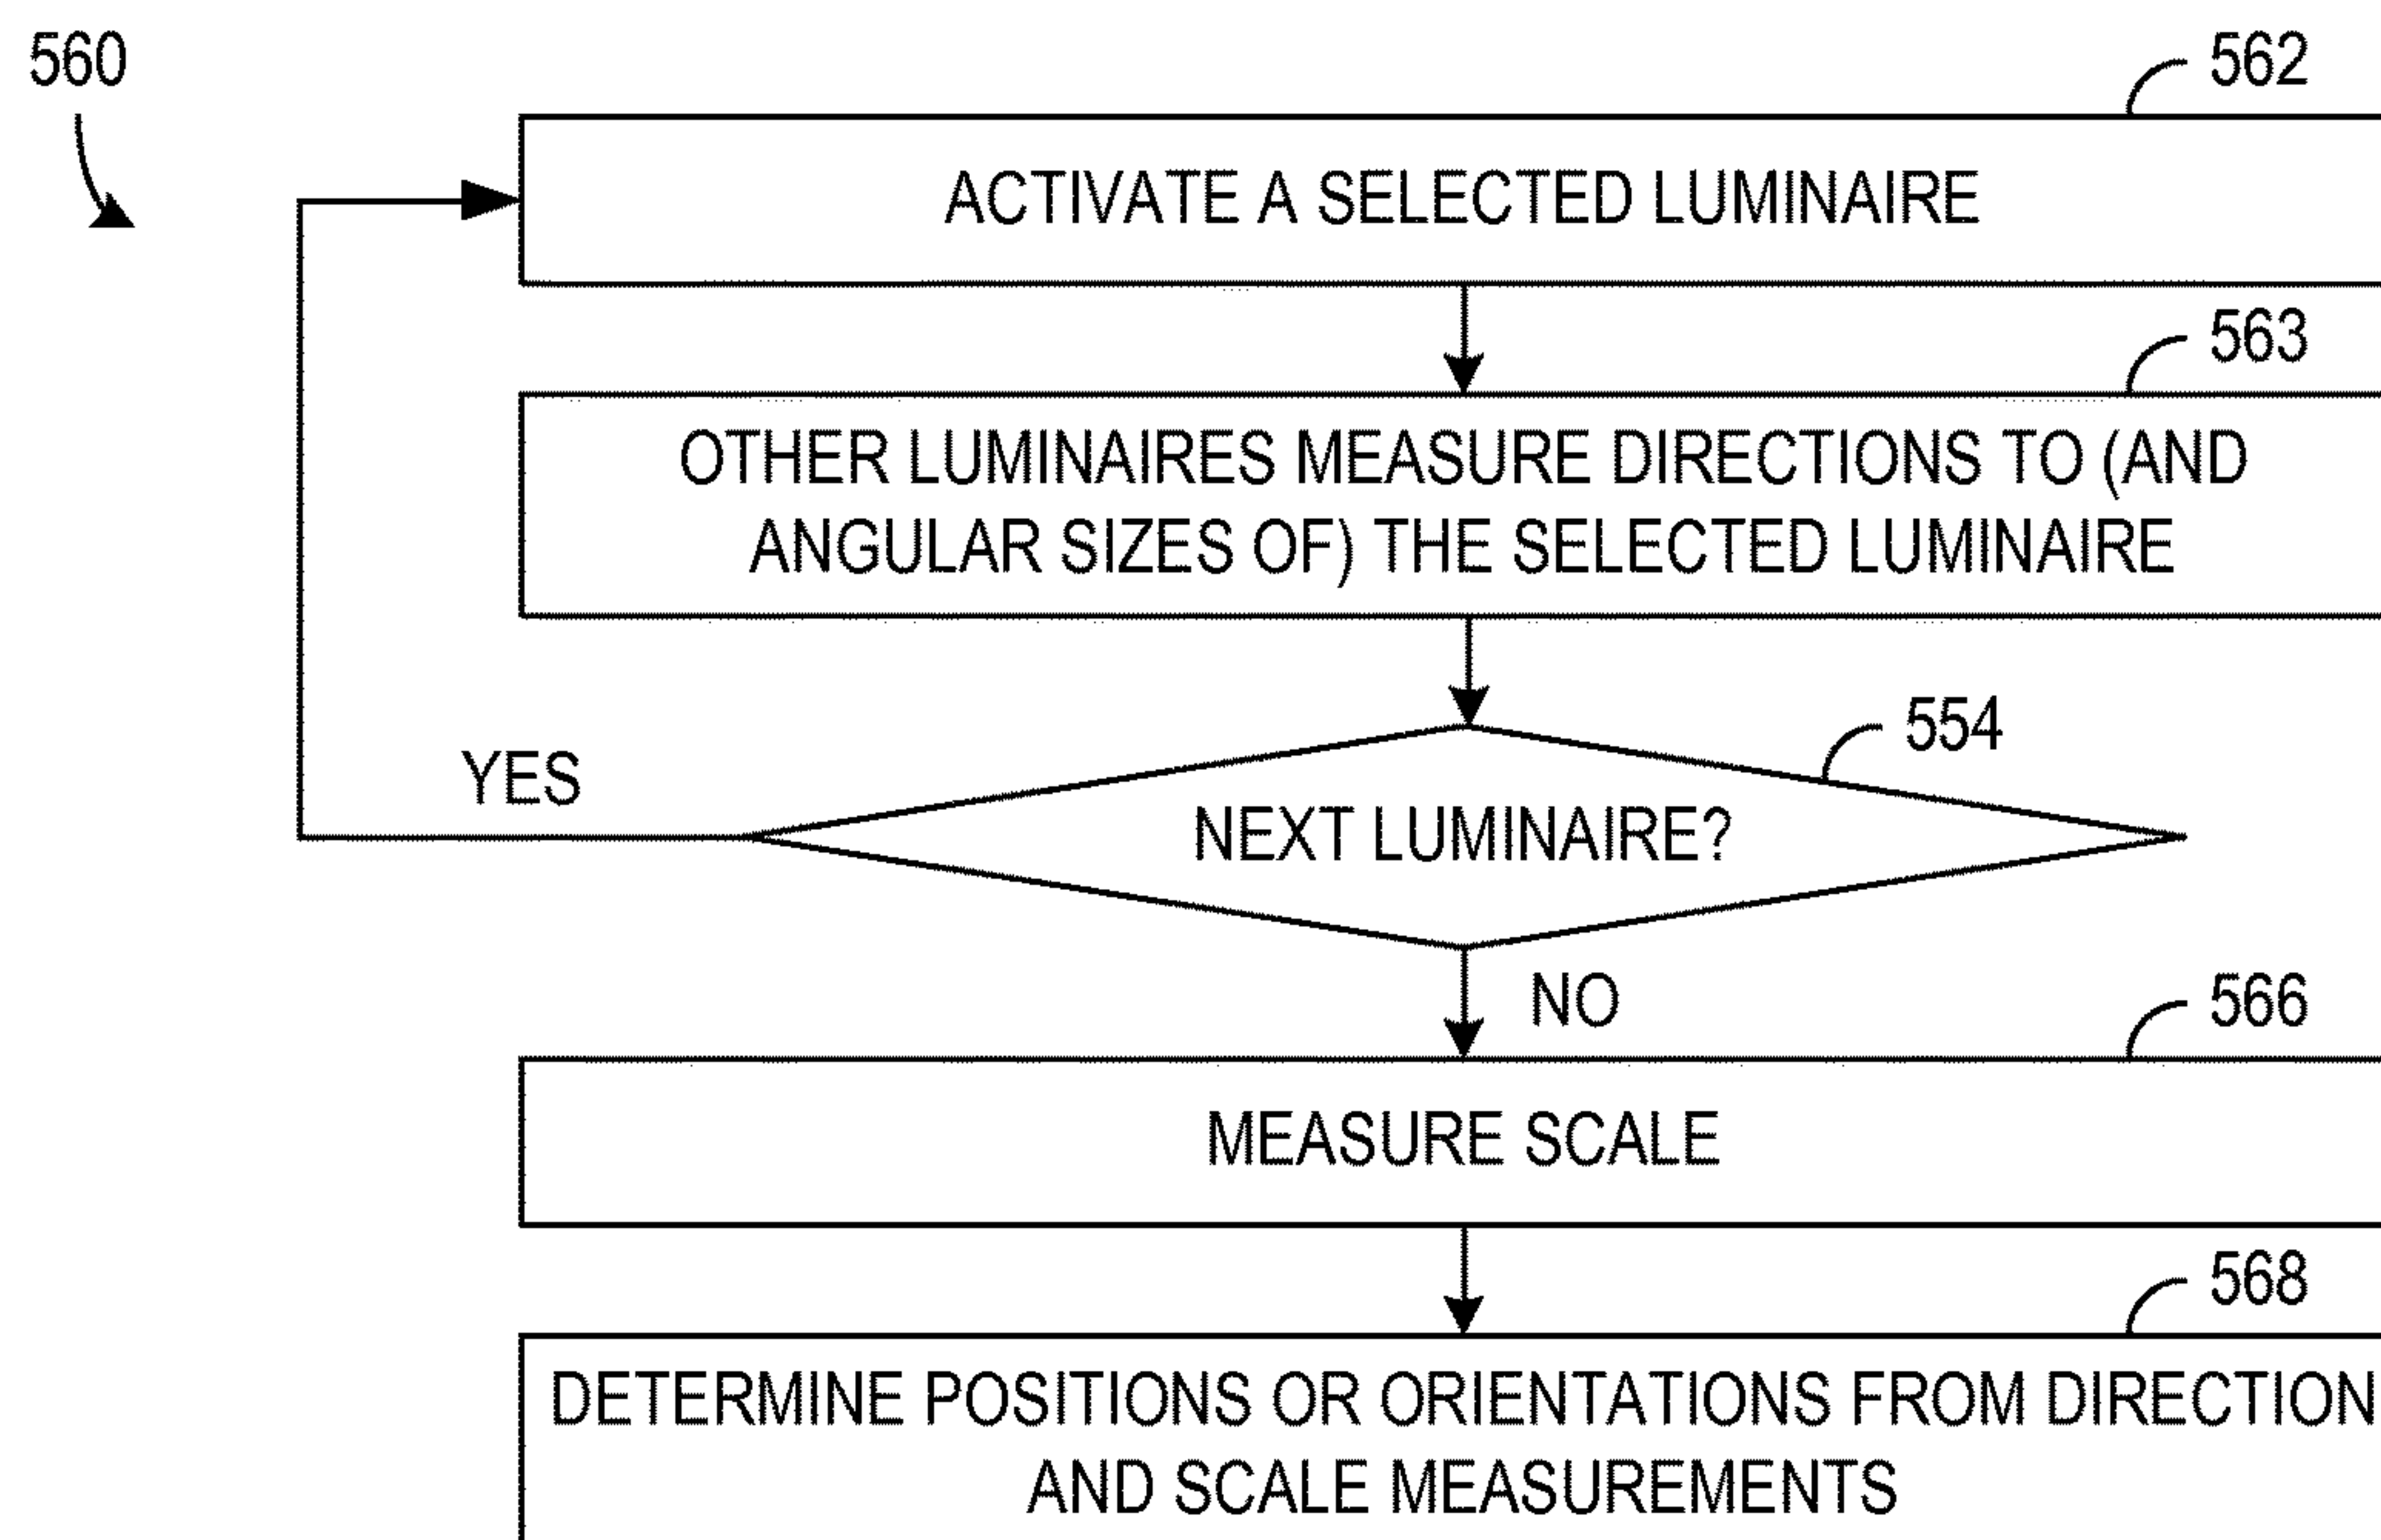 560
562
ACTIVATE A SELECTED LUMINAIRE
563
OTHER LUMINAIRES MEASURE DIRECTIONS TO (AND
ANGULAR SIZES OF) THE SELECTED LUMINAIRE
554
YES
NEXT LUMINAIRE?
NO
566
MEASURE SCALE
568
DETERMINE POSITIONS OR ORIENTATIONS FROM DIRECTION
AND SCALE MEASUREMENTS